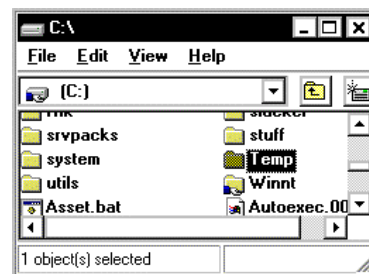 C:\
File Edit View Help
(C:)
srvpacks stuff
system Temp
utils Winnt
Asset.bat Autoexec.00
1 object(s) selected